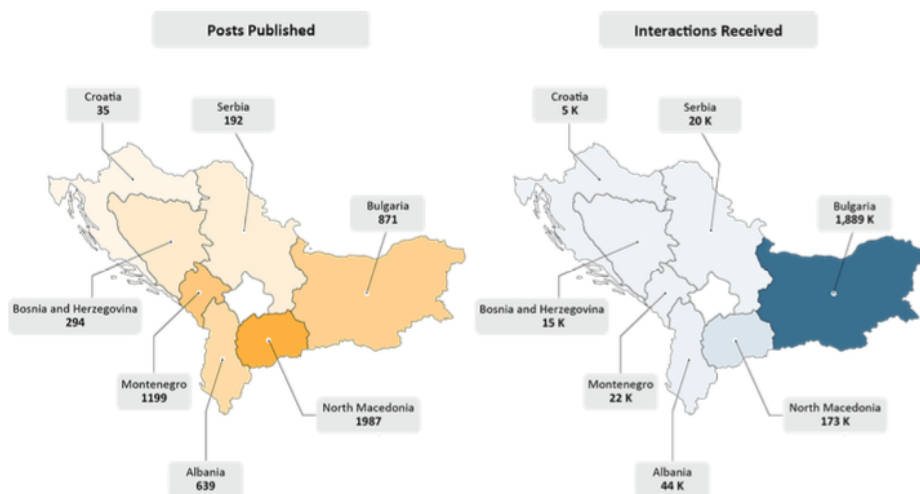 Posts Published
Croatia
35
Serbia
192
Bulgaria
871
Bosnia and Herzegovina
294
Montenegro
1199
North Macedonia
1987
Albania
639
Interactions Received
Croatia
5 K
Serbia
20 K
Bulgaria
1,889 K
Bosnia and Herzegovina
15 K
Montenegro
22 K
North Macedonia
173 K
Albania
44 K